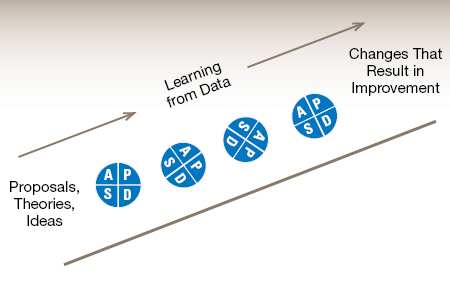 Changes That
Result in
Improvement
Learning
from Data
Proposals,
Theories,
Ideas
A P
S D
A P
S D
A P
S D
A P
S D